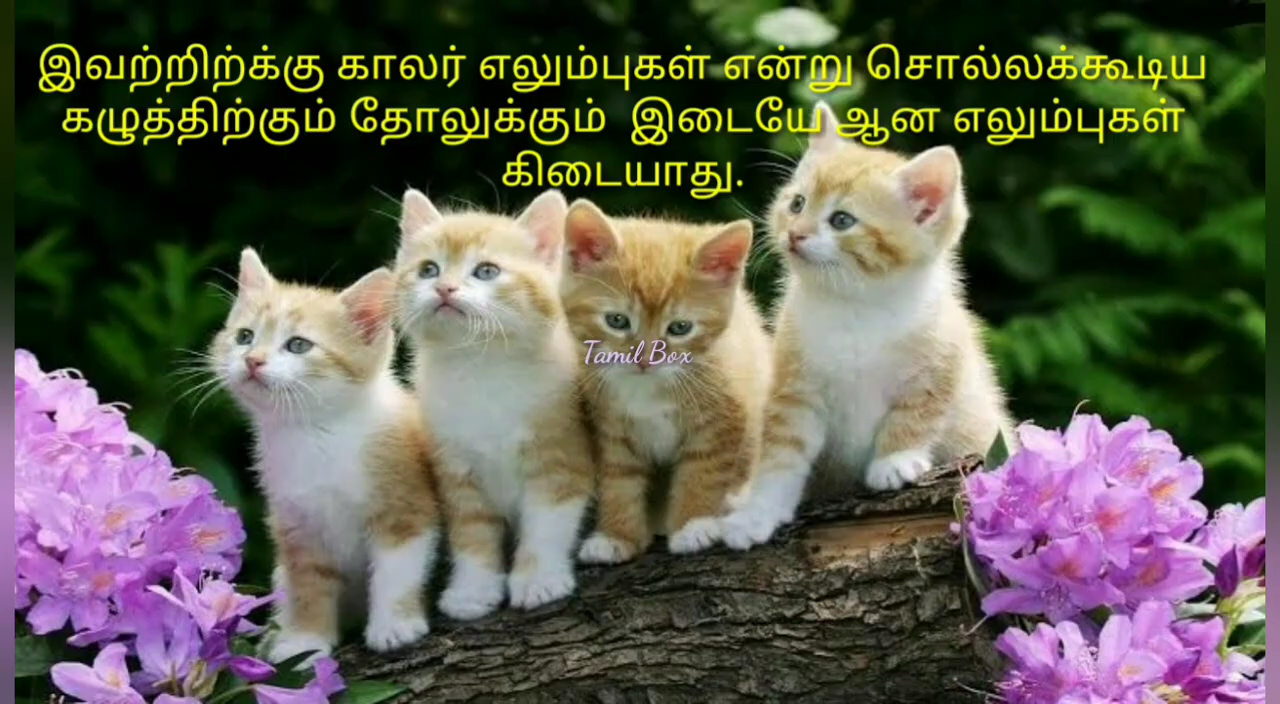 இவற்றிற்க்கு காலர் எலும்புகள் என்று சொல்லக்கூடிய
கழுத்திற்கும் தோலுக்கும் இடையே ஆன எலும்புகள்
கிடையாது.
Tamil Box